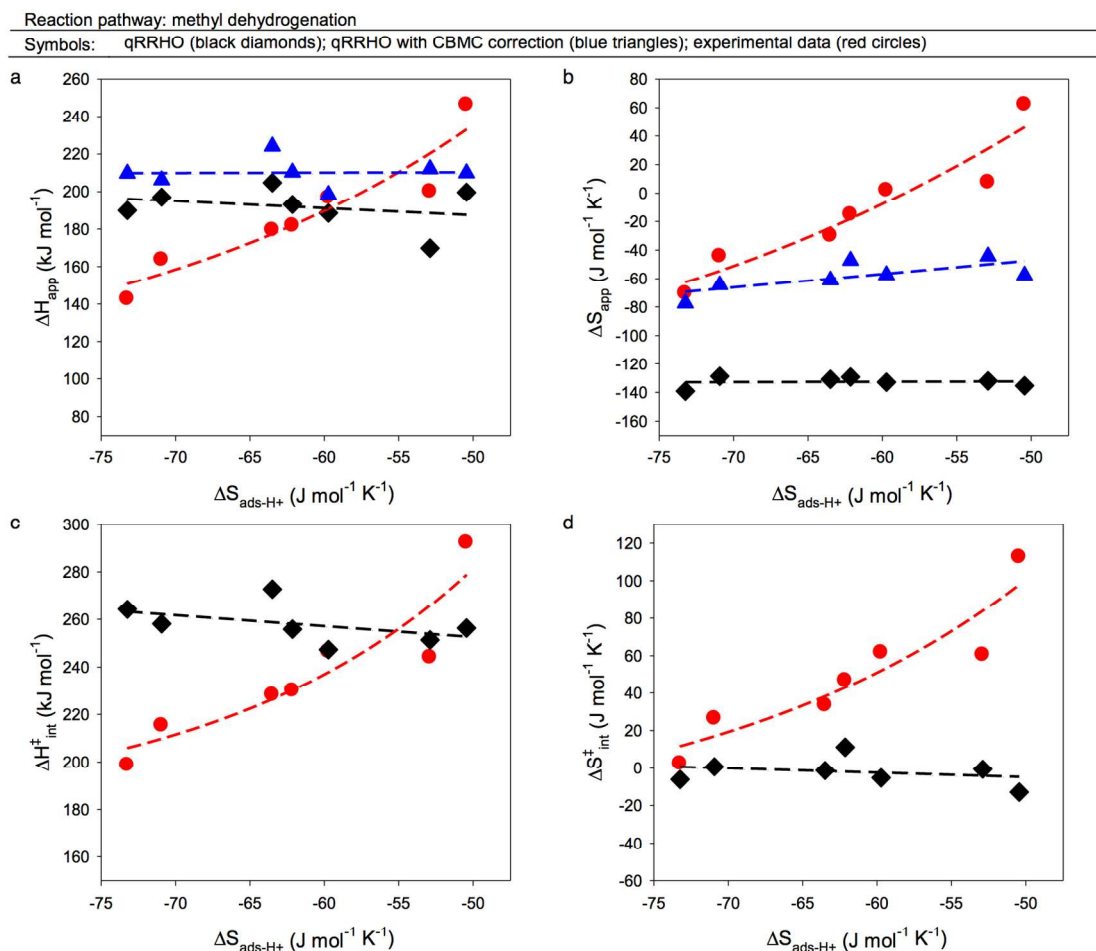 Reaction pathway: methyl dehydrogenation
Symbols: qRRHO (black diamonds); qRRHO with CBMC correction (blue triangles); experimental data (red circles)
a
260
240
220
200
180
160
140
120
100
80
ΔH_app (kJ mol⁻¹)
-75 -70 -65 -60 -55 -50
ΔS_ads-H+ (J mol⁻¹ K⁻¹)
b
80
60
40
20
0
-20
-40
-60
-80
-100
-120
-140
-160
ΔS_app (J mol⁻¹ K⁻¹)
-75 -70 -65 -60 -55 -50
ΔS_ads-H+ (J mol⁻¹ K⁻¹)
c
300
280
260
240
220
200
180
160
ΔH‡_int (kJ mol⁻¹)
-75 -70 -65 -60 -55 -50
ΔS_ads-H+ (J mol⁻¹ K⁻¹)
d
120
100
80
60
40
20
0
-20
-40
-60
ΔS‡_int (J mol⁻¹ K⁻¹)
-75 -70 -65 -60 -55 -50
ΔS_ads-H+ (J mol⁻¹ K⁻¹)